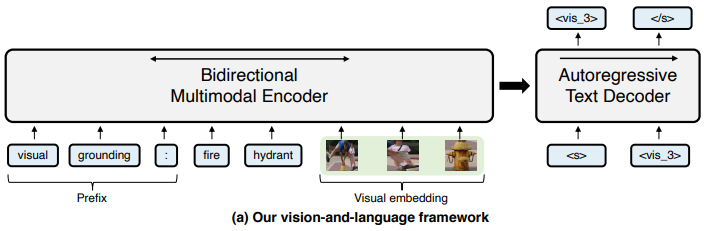 <vis_3> </s>
Bidirectional
Multimodal Encoder
Autoregressive
Text Decoder
visual grounding : fire hydrant
<s> <vis_3>
Prefix
Visual embedding
(a) Our vision-and-language framework